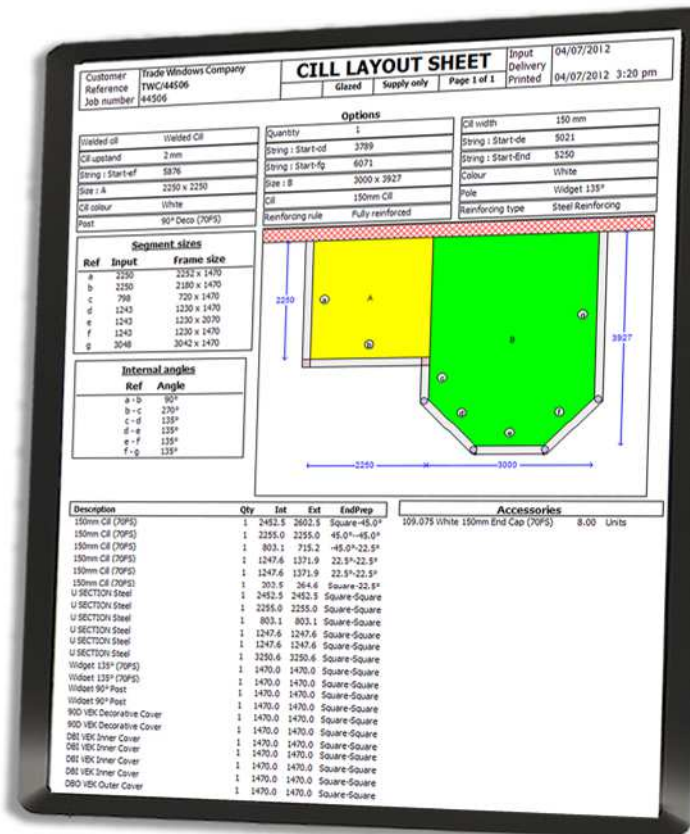 Customer Trade Windows Company
Reference TWC/44506
Job number 44506
CILL LAYOUT SHEET
Glazed Supply only Page 1 of 1
Input 04/07/2012
Delivery
Printed 04/07/2012 3:20 pm
Options
Welded cill Welded Cill
Cill upstand 2 mm
String : Start-ef 5876
Size : A 2250 x 2250
Cill colour White
Post 90° Deco (70FS)
Quantity 1
String : Start-cd 3789
String : Start-fg 6071
Size : B 3000 x 3927
Cill 150mm Cill
Reinforcing rule Fully reinforced
Cill width 150 mm
String : Start-de 5021
String : Start-End 5250
Colour White
Pole Widget 135°
Reinforcing type Steel Reinforcing
Segment sizes
Ref Input Frame size
a 2250 2252 x 1470
b 2250 2180 x 1470
c 798 720 x 1470
d 1243 1230 x 1470
e 1243 1230 x 2070
f 1243 1230 x 1470
g 3048 3042 x 1470
Internal angles
Ref Angle
a - b 90°
b - c 270°
c - d 135°
d - e 135°
e - f 135°
f - g 135°
2250
a
A
b
B
c
d
e
f
g
3927
2250
3000
Description Qty Int Ext EndPrep
150mm Cill (70FS) 1 2452.5 2602.5 Square-45.0°
150mm Cill (70FS) 1 2255.0 2255.0 45.0°--45.0°
150mm Cill (70FS) 1 803.1 715.2 -45.0°-22.5°
150mm Cill (70FS) 1 1247.6 1371.9 22.5°-22.5°
150mm Cill (70FS) 1 1247.6 1371.9 22.5°-22.5°
150mm Cill (70FS) 1 203.5 264.6 Square-22.5°
U SECTION Steel 1 2452.5 2452.5 Square-Square
U SECTION Steel 1 2255.0 2255.0 Square-Square
U SECTION Steel 1 803.1 803.1 Square-Square
U SECTION Steel 1 1247.6 1247.6 Square-Square
U SECTION Steel 1 1247.6 1247.6 Square-Square
U SECTION Steel 1 3250.6 3250.6 Square-Square
Widget 135° (70FS) 1 1470.0 1470.0 Square-Square
Widget 135° (70FS) 1 1470.0 1470.0 Square-Square
Widget 90° Post 1 1470.0 1470.0 Square-Square
Widget 90° Post 1 1470.0 1470.0 Square-Square
90D VEK Decorative Cover 1 1470.0 1470.0 Square-Square
90D VEK Decorative Cover 1 1470.0 1470.0 Square-Square
DBI VEK Inner Cover 1 1470.0 1470.0 Square-Square
DBI VEK Inner Cover 1 1470.0 1470.0 Square-Square
DBI VEK Inner Cover 1 1470.0 1470.0 Square-Square
DBI VEK Inner Cover 1 1470.0 1470.0 Square-Square
DBO VEK Outer Cover 1 1470.0 1470.0 Square-Square
Accessories
109.075 White 150mm End Cap (70FS) 8.00 Units